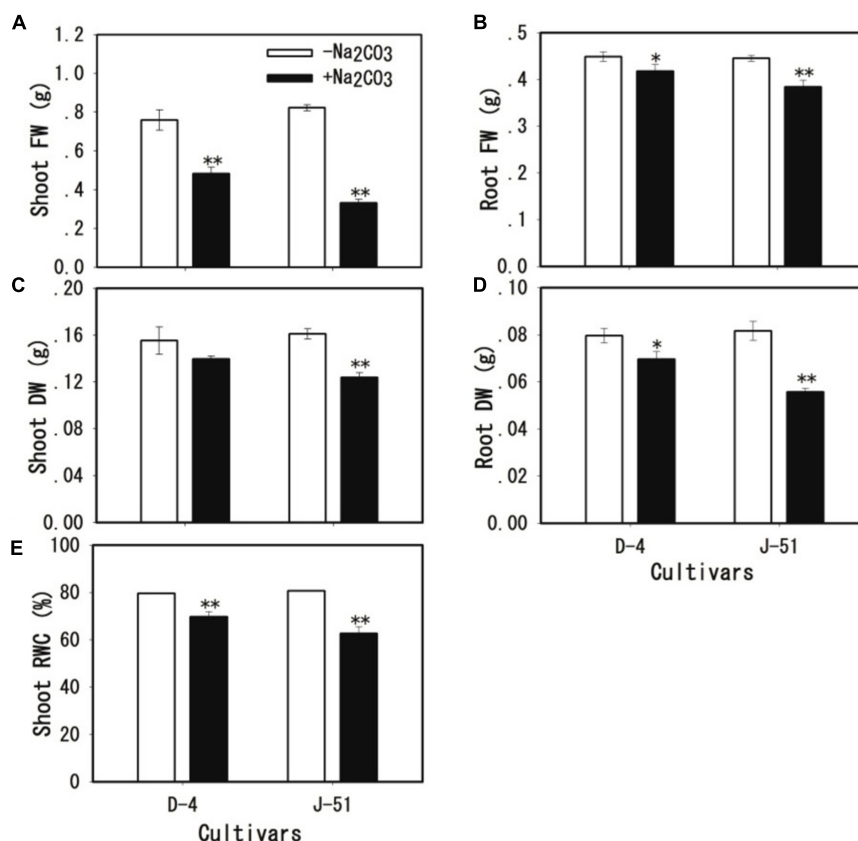 A
1.2
1.0
.8
.6
.4
.2
0.0
Shoot FW (g)
-Na2CO3
+Na2CO3
**
**
B
.5
.4
.3
.2
.1
0.0
Root FW (g)
*
**
C
.20
.16
.12
.08
.04
0.00
Shoot DW (g)
**
D
.10
.08
.06
.04
.02
0.00
Root DW (g)
*
**
D-4
J-51
Cultivars
E
100
80
60
40
20
0
Shoot RWC (%)
**
**
D-4
J-51
Cultivars